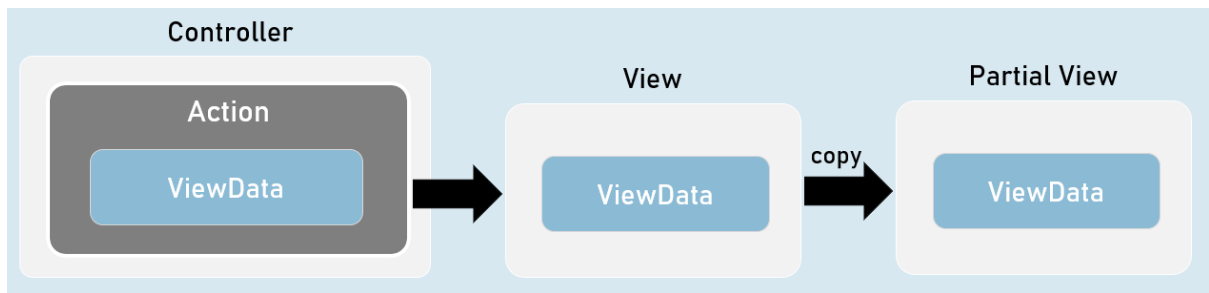 Controller
Action
ViewData
View
ViewData
copy
Partial View
ViewData